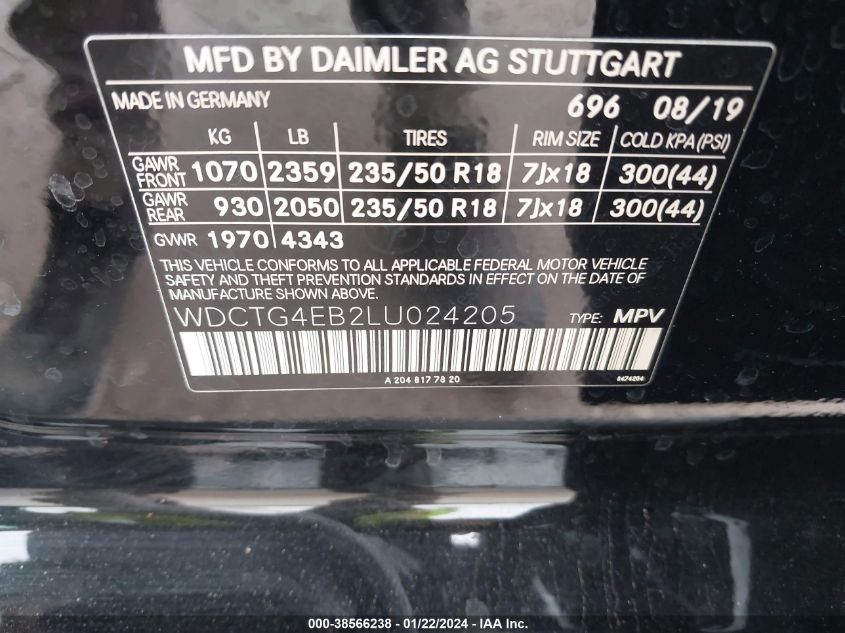 MFD BY DAIMLER AG STUTTGART
MADE IN GERMANY 696 08/19
KG LB TIRES RIM SIZE COLD KPA (PSI)
GAWR FRONT 1070 2359 235/50 R18 7Jx18 300(44)
GAWR REAR 930 2050 235/50 R18 7Jx18 300(44)
GVWR 1970 4343
THIS VEHICLE CONFORMS TO ALL APPLICABLE FEDERAL MOTOR VEHICLE
SAFETY AND THEFT PREVENTION STANDARDS IN EFFECT ON THE DATE OF
MANUFACTURE SHOWN ABOVE.
WDCTG4EB2LU024205 TYPE: MPV
A 204 817 78 20
000-38566238 - 01/22/2024 - IAA Inc.